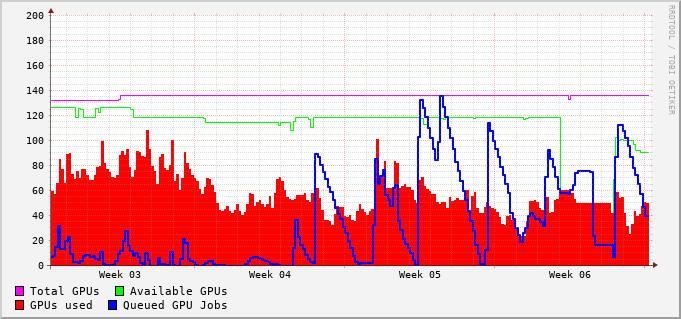 200
180
160
140
120
100
80
60
40
20
0
Week 03 Week 04 Week 05 Week 06
RRDTOOL / TOBI OETIKER
Total GPUs Available GPUs
GPUs used Queued GPU Jobs